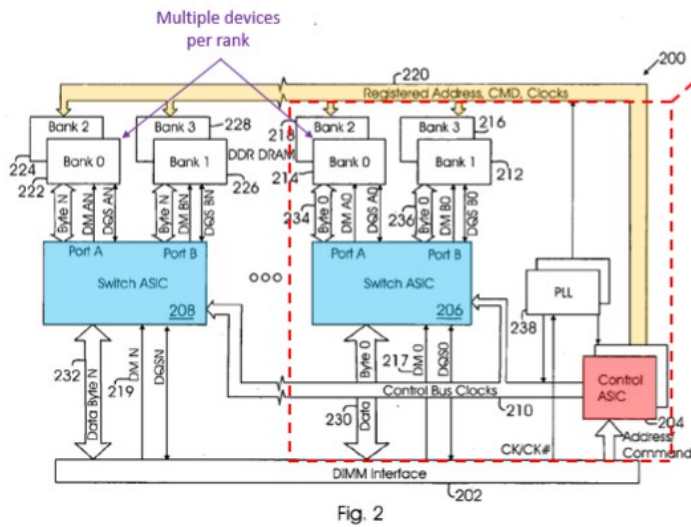 Multiple devices
per rank
220
200
Registered Address, CMD, Clocks
Bank 2
Bank 0
224
222
Bank 3
228
Bank 1
226
DDR DRAM
218
Bank 2
Bank 0
214
Bank 3
216
Bank 1
212
Byte N
DM AN
DQS AN
Byte N
DM BN
DQS BN
234
Byte 0
DM A0
DQS A0
236
Byte 0
DM B0
DQS B0
Port A
Port B
Switch ASIC
208
ooo
Port A
Port B
Switch ASIC
206
PLL
238
232
Data Byte N
219
DM N
DQSN
230
Data Byte 0
217
DM 0
DQS0
Control Bus Clocks
210
Control
ASIC
204
CK/CK#
Address/
Command
DIMM Interface
202
Fig. 2